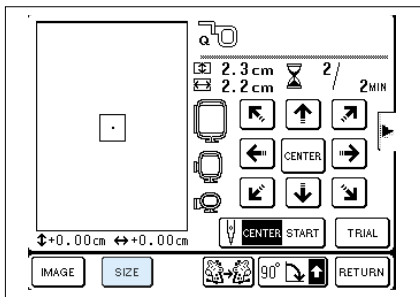 Q
2.3cm 2/
2.2cm 2MIN
CENTER
+0.00cm +0.00cm
CENTER START TRIAL
IMAGE SIZE 90° RETURN